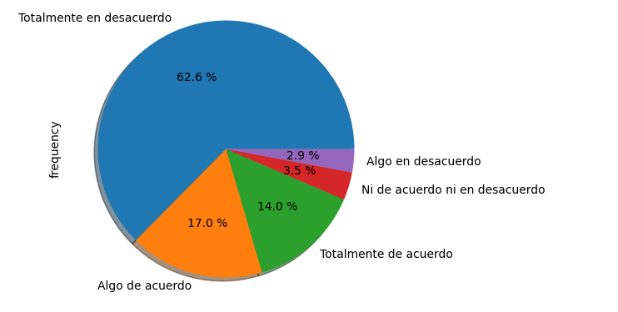 Totalmente en desacuerdo
62.6 %
frequency
2.9 %
Algo en desacuerdo
3.5 %
Ni de acuerdo ni en desacuerdo
14.0 %
17.0 %
Totalmente de acuerdo
Algo de acuerdo